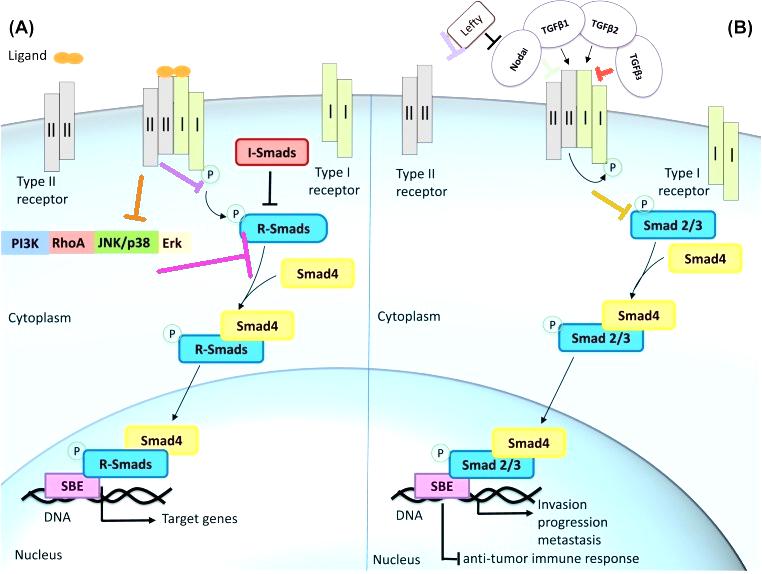 (A)
Ligand
II
II
II
II
I
I
I
I
Type II
receptor
Type I
receptor
P
I-Smads
P
R-Smads
PI3K
RhoA
JNK/p38
Erk
Smad4
Cytoplasm
Smad4
P
R-Smads
Smad4
P
R-Smads
SBE
DNA
Target genes
Nucleus
(B)
Lefty
Nodal
TGFβ1
TGFβ2
TGFβ3
II
II
II
II
I
I
I
I
Type II
receptor
P
Type I
receptor
P
Smad 2/3
Smad4
Cytoplasm
Smad4
P
Smad 2/3
Smad4
P
Smad 2/3
SBE
DNA
Invasion
progression
metastasis
Nucleus
anti-tumor immune response